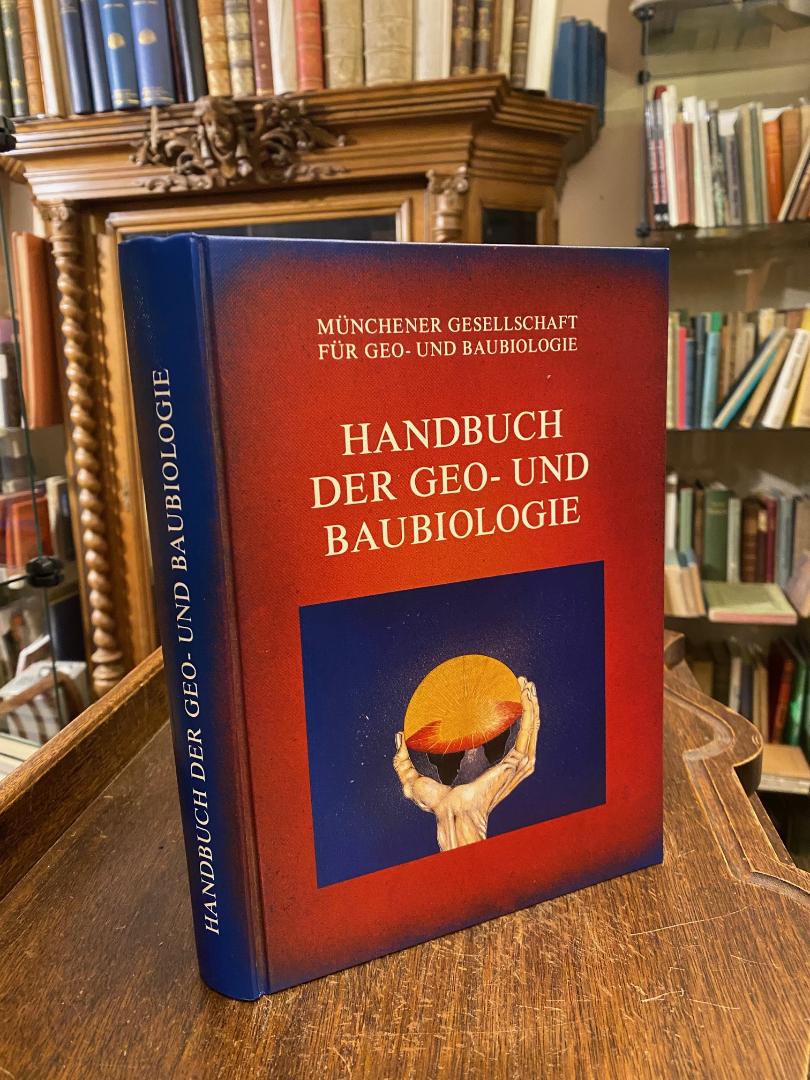 MÜNCHENER GESELLSCHAFT
FÜR GEO- UND BAUBIOLOGIE
HANDBUCH
DER GEO- UND
BAUBIOLOGIE
HANDBUCH DER GEO- UND BAUBIOLOGIE